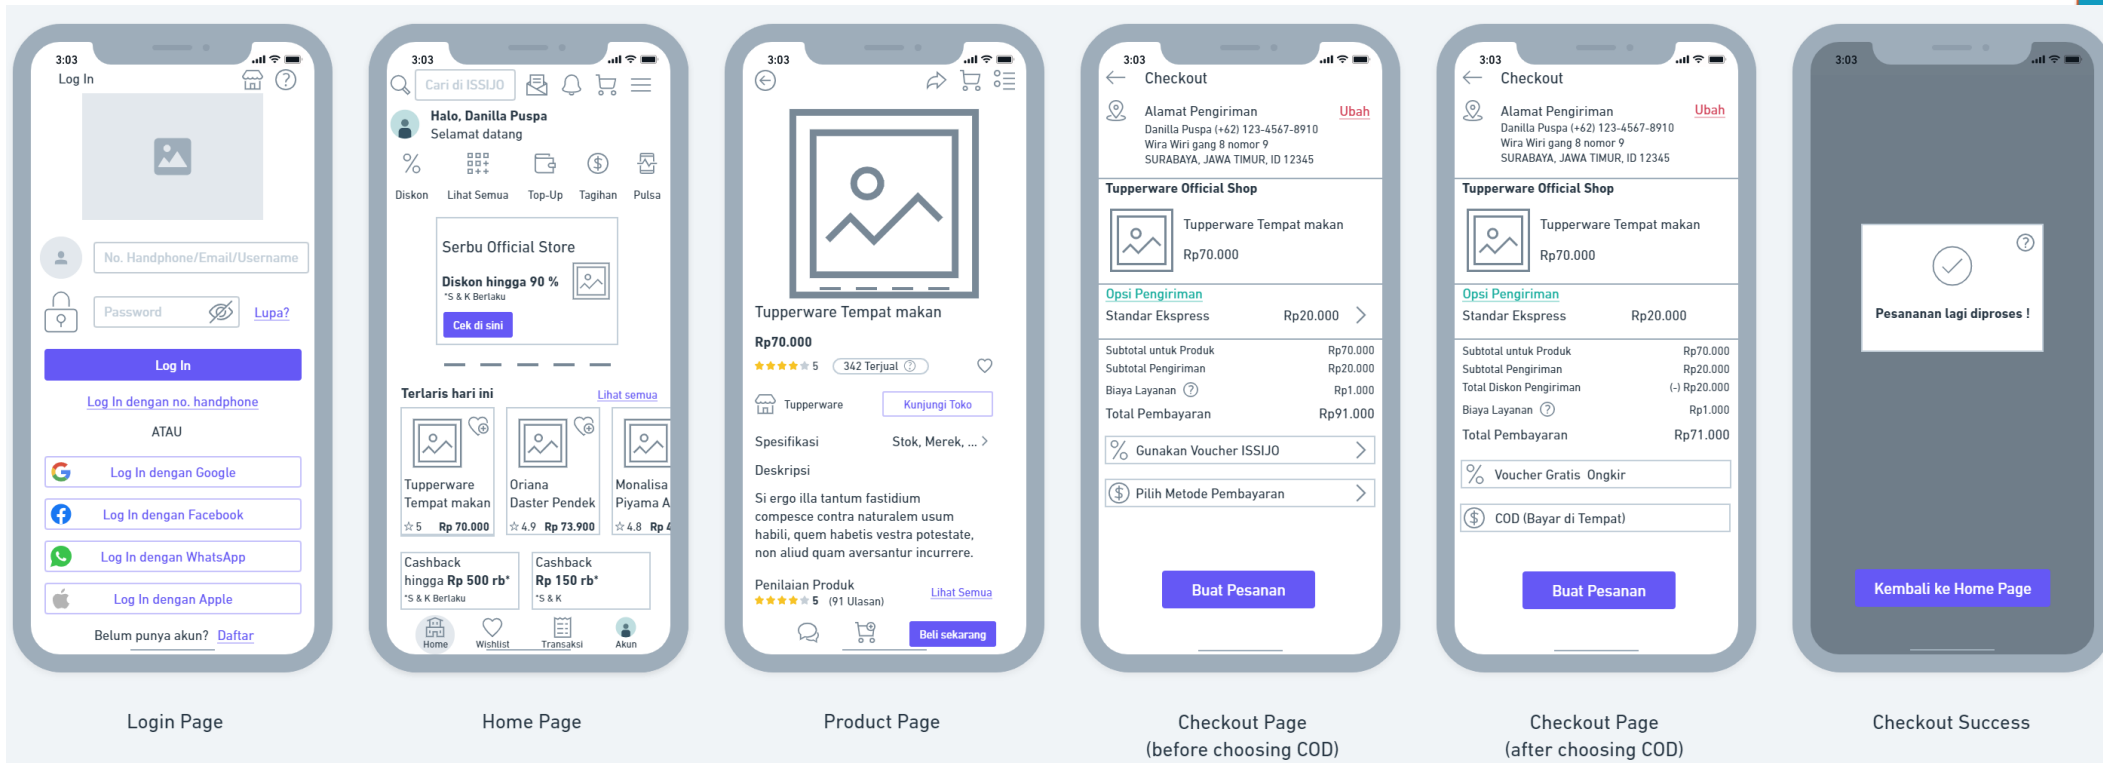 3:03
Log In
No. Handphone/Email/Username
Password
Lupa?
Log In
Log In dengan no. handphone
ATAU
Log In dengan Google
Log In dengan Facebook
Log In dengan WhatsApp
Log In dengan Apple
Belum punya akun? Daftar
Login Page
3:03
Cari di ISSIJO
Halo, Danilla Puspa
Selamat datang
Diskon Lihat Semua Top-Up Tagihan Pulsa
Serbu Official Store
Diskon hingga 90 %
*S & K Berlaku
Cek di sini
Terlaris hari ini Lihat semua
Tupperware
Tempat makan
5 Rp 70.000
Oriana
Daster Pendek
4.9 Rp 73.900
Monalisa
Piyama A
4.8 Rp 4
Cashback
hingga Rp 500 rb*
*S & K Berlaku
Cashback
Rp 150 rb*
*S & K
Home Wishlist Transaksi Akun
Home Page
3:03
Tupperware Tempat makan
Rp70.000
5 342 Terjual ?
Tupperware Kunjungi Toko
Spesifikasi Stok, Merek, ... >
Deskripsi
Si ergo illa tantum fastidium
compesce contra naturalem usum
habili, quem habetis vestra potestate,
non aliud quam aversantur incurrere.
Penilaian Produk
5 (91 Ulasan) Lihat Semua
Beli sekarang
Product Page
3:03
Checkout
Alamat Pengiriman Ubah
Danilla Puspa (+62) 123-4567-8910
Wira Wiri gang 8 nomor 9
SURABAYA, JAWA TIMUR, ID 12345
Tupperware Official Shop
Tupperware Tempat makan
Rp70.000
Opsi Pengiriman
Standar Ekspress Rp20.000
Subtotal untuk Produk Rp70.000
Subtotal Pengiriman Rp20.000
Biaya Layanan ? Rp1.000
Total Pembayaran Rp91.000
% Gunakan Voucher ISSIJO
$ Pilih Metode Pembayaran
Buat Pesanan
Checkout Page
(before choosing COD)
3:03
Checkout
Alamat Pengiriman Ubah
Danilla Puspa (+62) 123-4567-8910
Wira Wiri gang 8 nomor 9
SURABAYA, JAWA TIMUR, ID 12345
Tupperware Official Shop
Tupperware Tempat makan
Rp70.000
Opsi Pengiriman
Standar Ekspress Rp20.000
Subtotal untuk Produk Rp70.000
Subtotal Pengiriman Rp20.000
Total Diskon Pengiriman (-) Rp20.000
Biaya Layanan ? Rp1.000
Total Pembayaran Rp71.000
% Voucher Gratis Ongkir
$ COD (Bayar di Tempat)
Buat Pesanan
Checkout Page
(after choosing COD)
3:03
Pesananan lagi diproses !
Kembali ke Home Page
Checkout Success